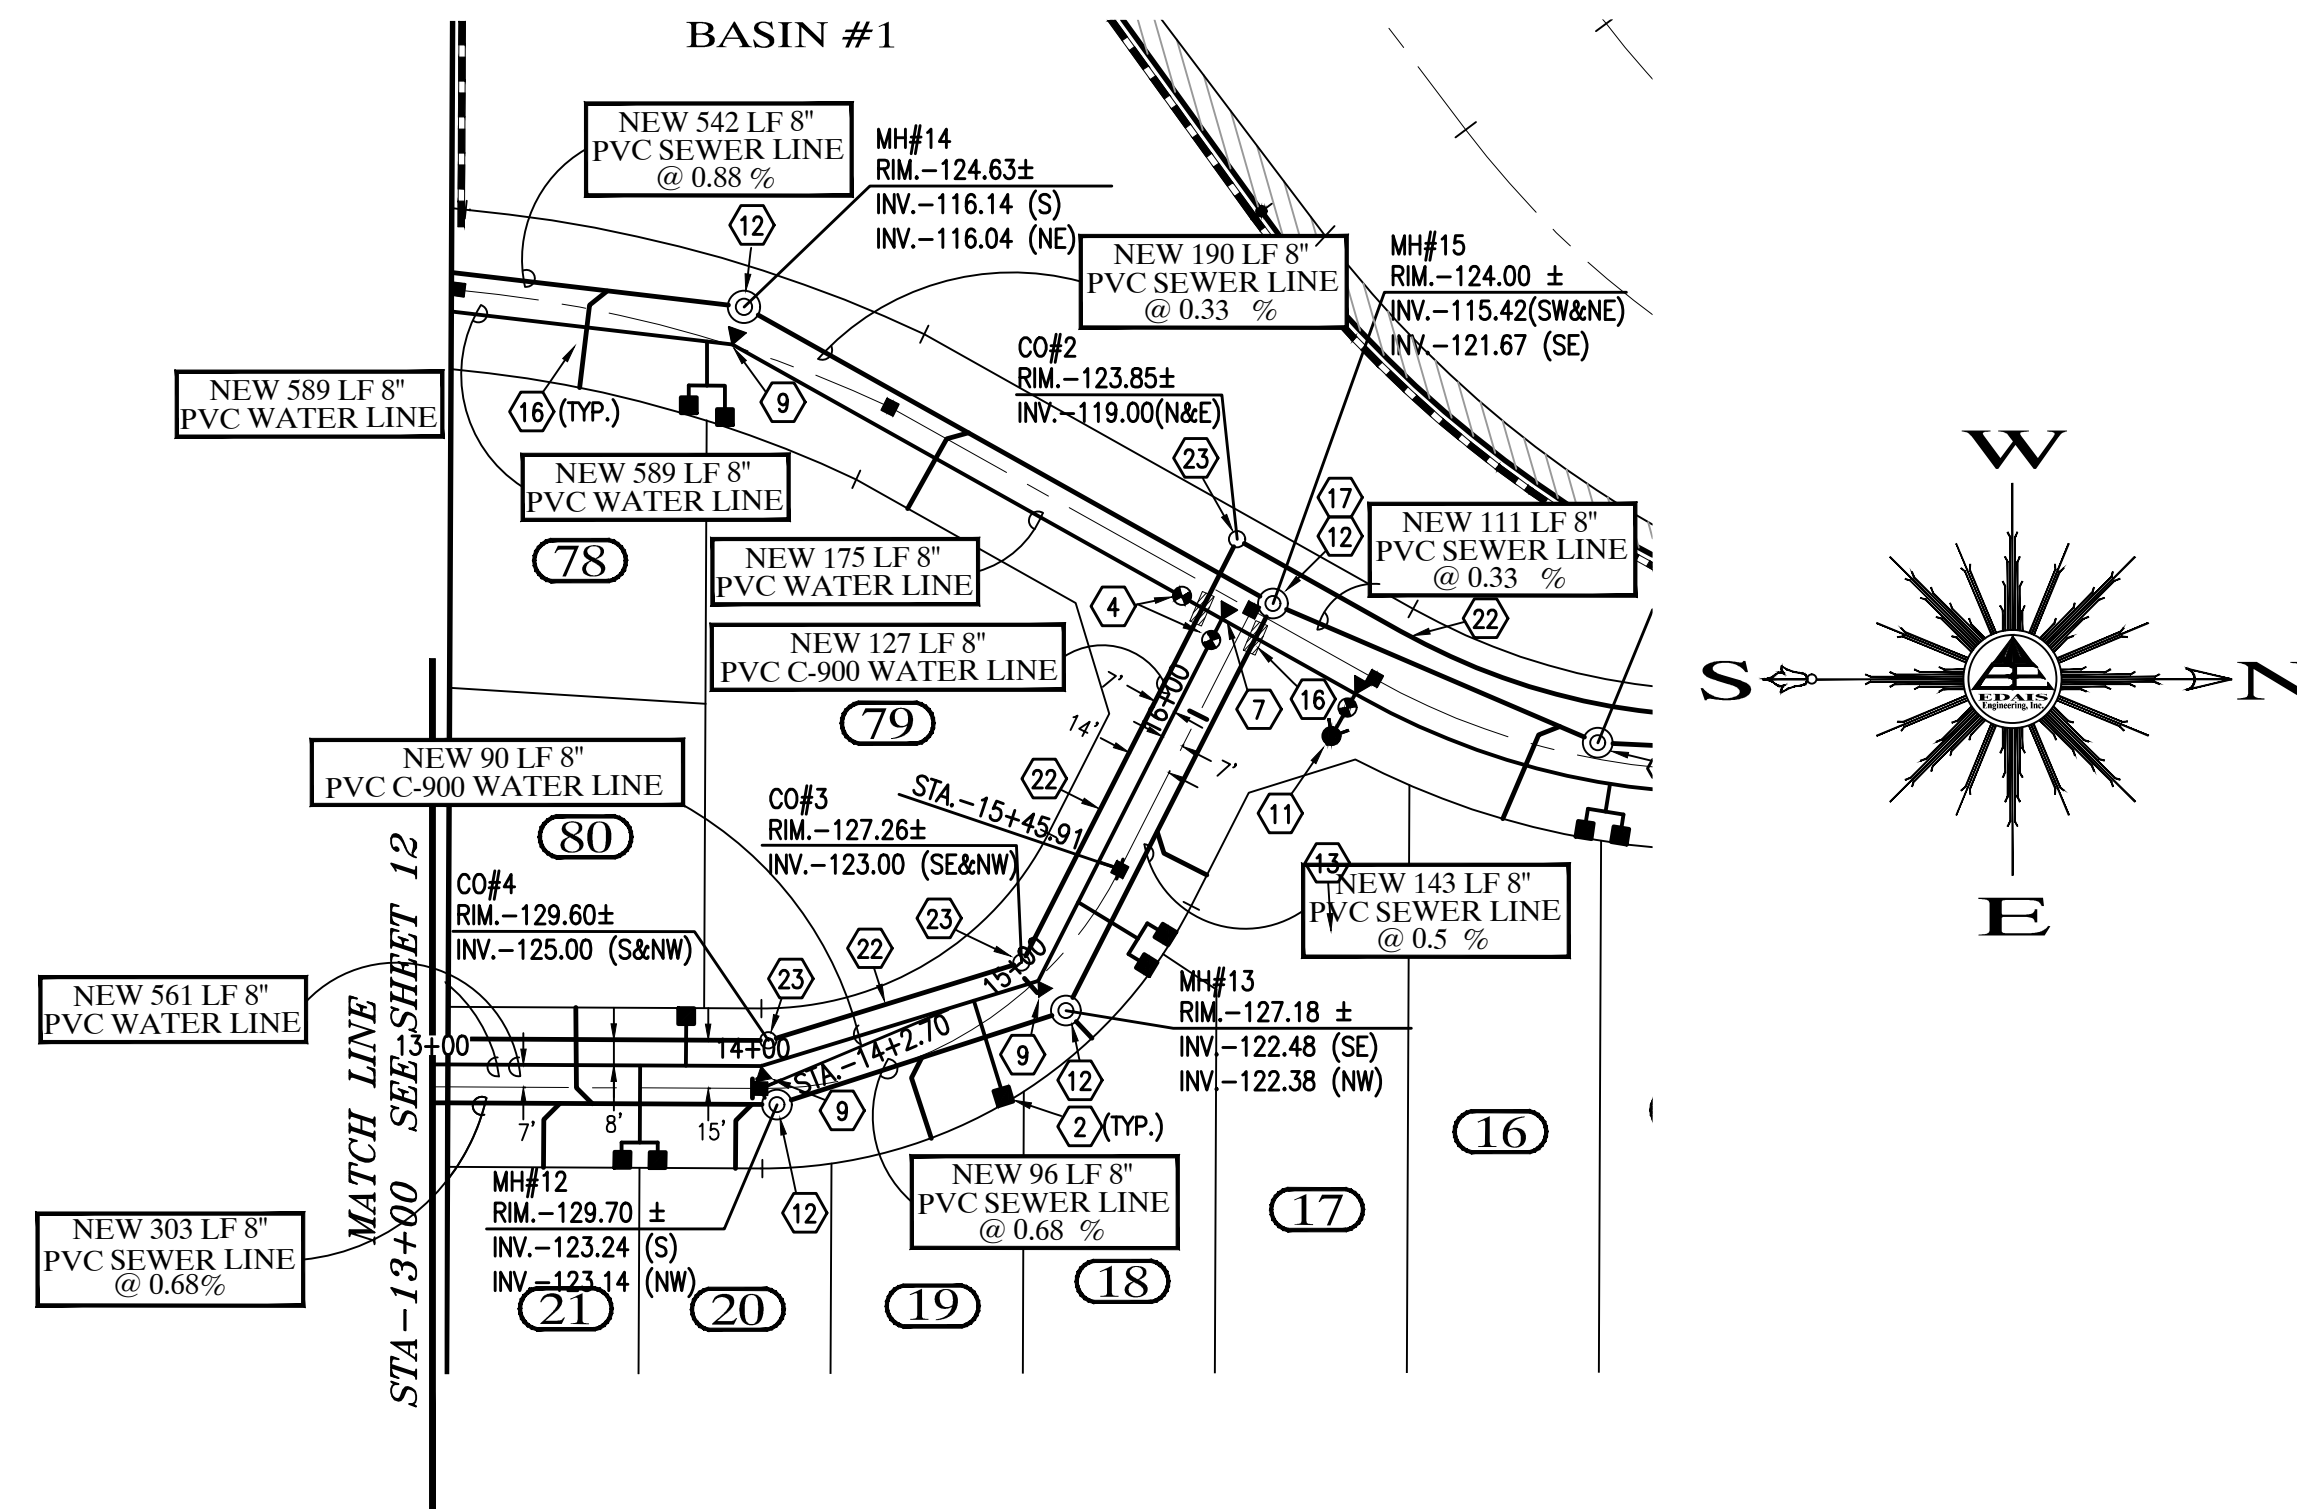 BASIN #1
NEW 542 LF 8"
PVC SEWER LINE
@ 0.88 %
12
MH#14
RIM.-124.63±
INV.-116.14 (S)
INV.-116.04 (NE)
NEW 190 LF 8"
PVC SEWER LINE
@ 0.33 %
MH#15
RIM.-124.00 ±
INV.-115.42(SW&NE)
INV.-121.67 (SE)
CO#2
RIM.-123.85±
INV.-119.00(N&E)
NEW 589 LF 8"
PVC WATER LINE
16 (TYP.)
9
NEW 589 LF 8"
PVC WATER LINE
23
17
12
NEW 111 LF 8"
PVC SEWER LINE
@ 0.33 %
78
NEW 175 LF 8"
PVC WATER LINE
4
22
NEW 127 LF 8"
PVC C-900 WATER LINE
7'
16+00
14'
7'
7
16
79
NEW 90 LF 8"
PVC C-900 WATER LINE
22
STA.-15+45.91
11
80
CO#3
RIM.-127.26±
INV.-123.00 (SE&NW)
13
NEW 143 LF 8"
PVC SEWER LINE
@ 0.5 %
CO#4
RIM.-129.60±
INV.-125.00 (S&NW)
23
22
23
15+00
NEW 561 LF 8"
PVC WATER LINE
13+00
14+00
STA.-14+2.70
MH#13
RIM.-127.18 ±
INV.-122.48 (SE)
INV.-122.38 (NW)
9
12
9
2 (TYP.)
7'
8'
15'
MATCH LINE
STA-13+00 SEE SHEET 12
MH#12
RIM.-129.70 ±
INV.-123.24 (S)
INV.-123.14 (NW)
12
NEW 96 LF 8"
PVC SEWER LINE
@ 0.68 %
NEW 303 LF 8"
PVC SEWER LINE
@ 0.68%
21
20
19
18
17
16
W
S
N
E
EDAIS
Engineering, Inc.